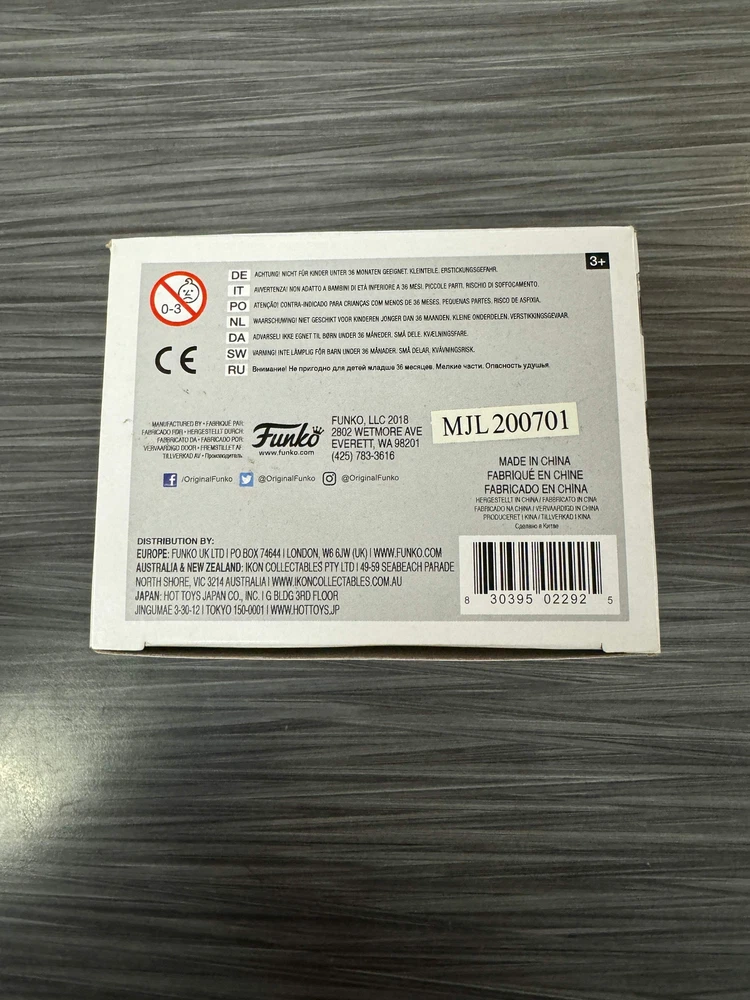 3+
0-3
DE ACHTUNG! NICHT FÜR KINDER UNTER 36 MONATEN GEEIGNET. KLEINTEILE. ERSTICKUNGSGEFAHR.
IT AVVERTENZA! NON ADATTO A BAMBINI DI ETÀ INFERIORE A 36 MESI. PICCOLE PARTI, RISCHIO DI SOFFOCAMENTO.
PO ATENÇÃO! CONTRA-INDICADO PARA CRIANÇAS COM MENOS DE 36 MESES. PEQUENAS PARTES. RISCO DE ASFIXIA.
NL WAARSCHUWING! NIET GESCHIKT VOOR KINDEREN JONGER DAN 36 MAANDEN. KLEINE ONDERDELEN. VERSTIKKINGSGEVAAR.
DA ADVARSEL! IKKE EGNET TIL BØRN UNDER 36 MÅNEDER. SMÅ DELE. KVÆLNINGSFARE.
SW VARNING! INTE LÄMPLIG FÖR BARN UNDER 36 MÅNADER. SMÅ DELAR, KVÄVNINGSRISK.
RU Внимание! Не пригодно для детей младше 36 месяцев. Мелкие части. Опасность удушья.
CE
MANUFACTURED BY • FABRIQUÉ PAR
FABRICADO POR • HERGESTELLT DURCH
FABBRICATO DA • FABRICADO POR:
VERVAARDIGD DOOR • FREMSTILLET AF
TILLVERKAD AV • Производитель
Funko
www.funko.com
FUNKO, LLC 2018
2802 WETMORE AVE
EVERETT, WA 98201
(425) 783-3616
MJL 200701
/OriginalFunko @OriginalFunko @OriginalFunko
MADE IN CHINA
FABRIQUÉ EN CHINE
FABRICADO EN CHINA
HERGESTELLT IN CHINA / FABBRICATO IN CINA
FABRICADO NA CHINA / VERVAARDIGD IN CHINA
PRODUCERET I KINA / TILLVERKAD I KINA
Сделано в Китае
DISTRIBUTION BY:
EUROPE: FUNKO UK LTD | PO BOX 74644 | LONDON, W6 6JW (UK) | WWW.FUNKO.COM
AUSTRALIA & NEW ZEALAND: IKON COLLECTABLES PTY LTD | 49-59 SEABEACH PARADE
NORTH SHORE, VIC 3214 AUSTRALIA | WWW.IKONCOLLECTABLES.COM.AU
JAPAN: HOT TOYS JAPAN CO., INC. | G BLDG 3RD FLOOR
JINGUMAE 3-30-12 | TOKYO 150-0001 | WWW.HOTTOYS.JP
8 30395 02292 5